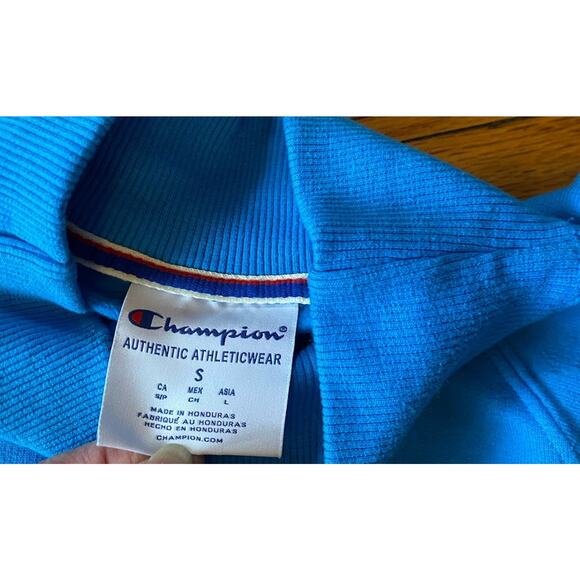 Champion®
AUTHENTIC ATHLETICWEAR
S
CA MEX ASIA
S/P CH L
MADE IN HONDURAS
FABRIQUÉ AU HONDURAS
HECHO EN HONDURAS
CHAMPION.COM